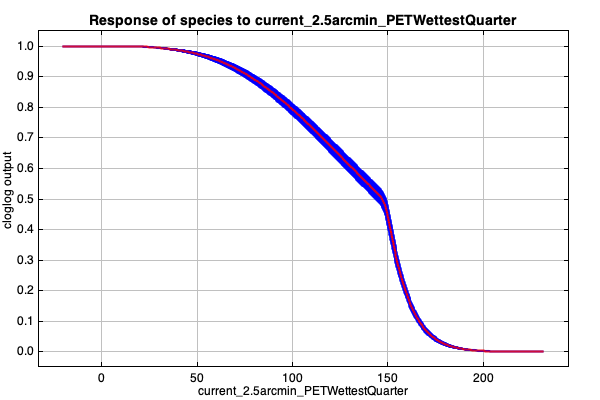 Response of species to current_2.5arcmin_PETWettestQuarter
1.0
0.9
0.8
0.7
0.6
0.5
0.4
0.3
0.2
0.1
0.0
cloglog output
0 50 100 150 200
current_2.5arcmin_PETWettestQuarter